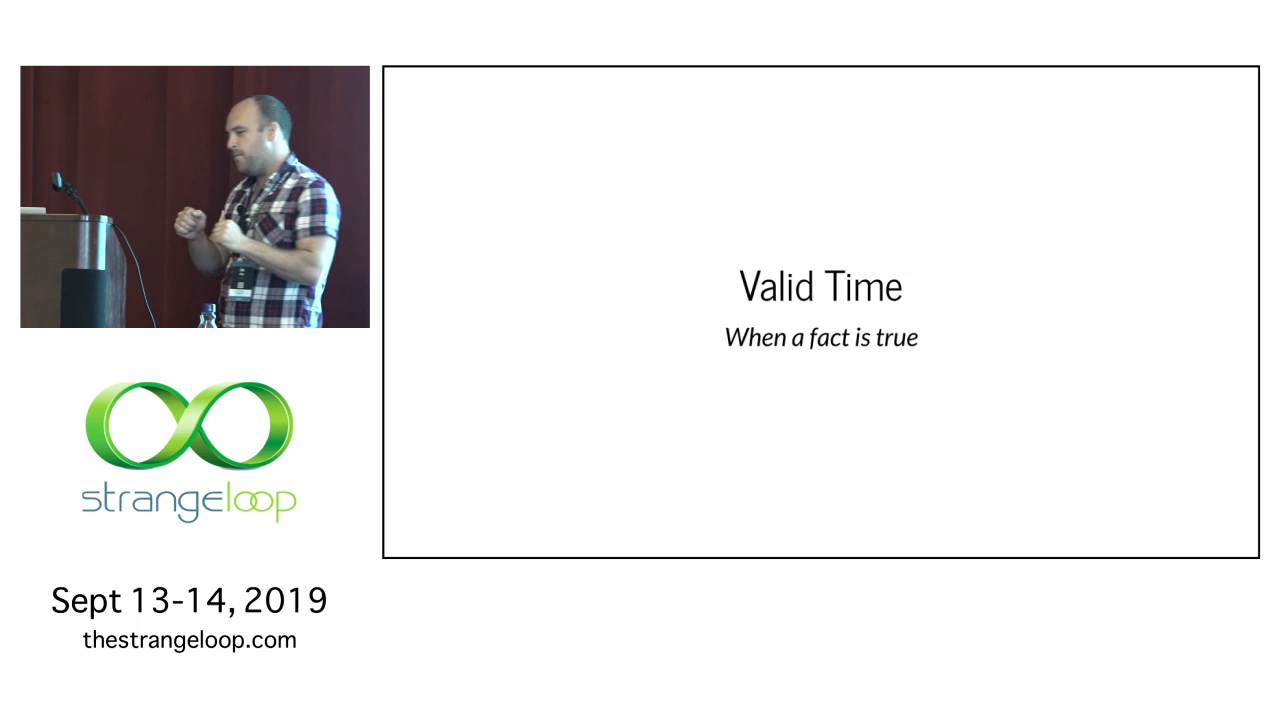 Valid Time
When a fact is true
strangeloop
Sept 13-14, 2019
thestrangeloop.com